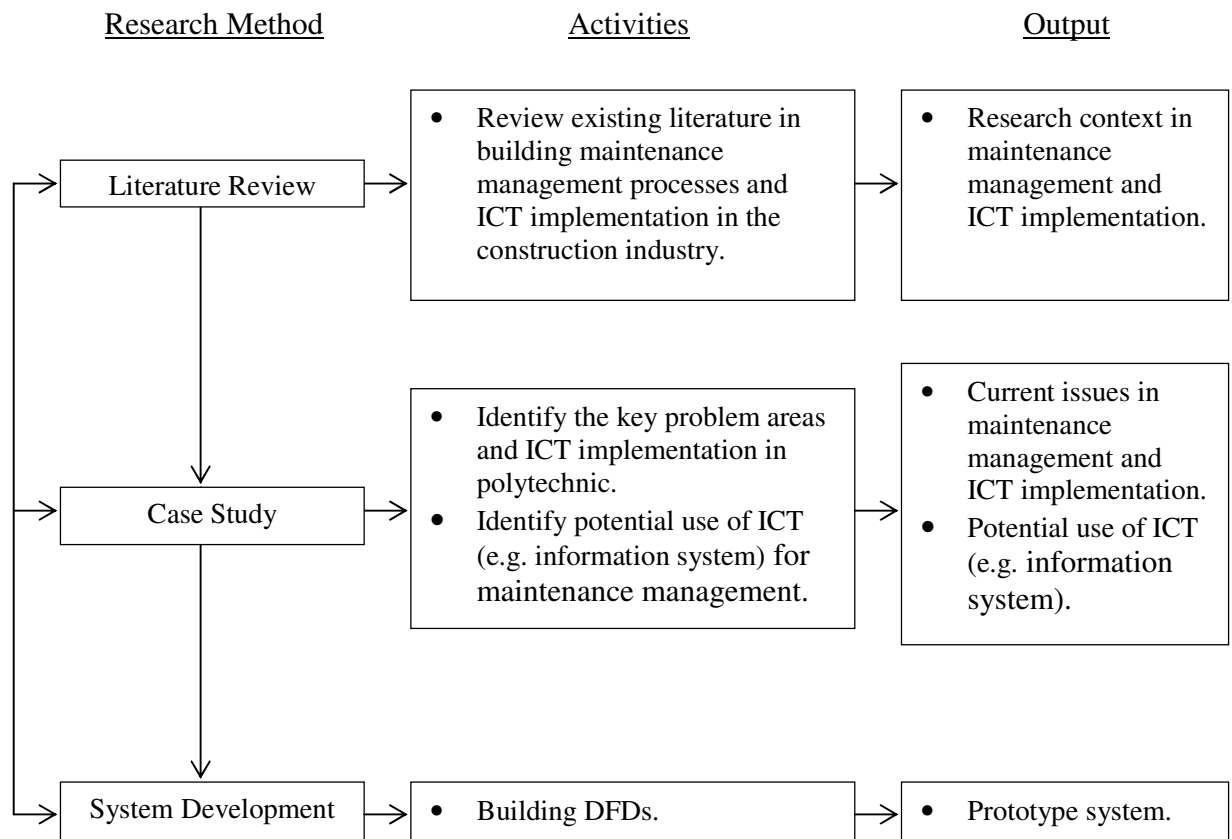 Research Method
Activities
Output
Literature Review
• Review existing literature in
building maintenance
management processes and
ICT implementation in the
construction industry.
• Research context in
maintenance
management and
ICT implementation.
Case Study
• Identify the key problem areas
and ICT implementation in
polytechnic.
• Identify potential use of ICT
(e.g. information system) for
maintenance management.
• Current issues in
maintenance
management and
ICT implementation.
• Potential use of ICT
(e.g. information
system).
System Development
• Building DFDs.
• Prototype system.